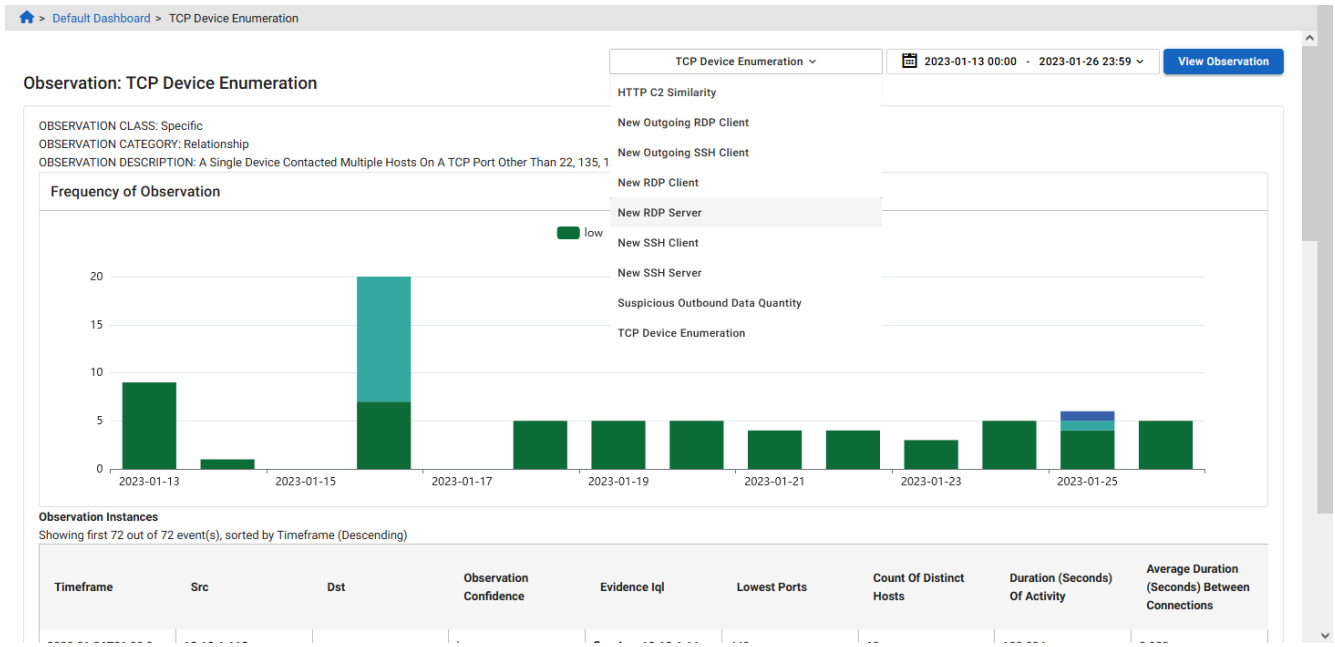 > Default Dashboard > TCP Device Enumeration
TCP Device Enumeration
2023-01-13 00:00 - 2023-01-26 23:59
View Observation
Observation: TCP Device Enumeration
HTTP C2 Similarity
New Outgoing RDP Client
New Outgoing SSH Client
New RDP Client
New RDP Server
New SSH Client
New SSH Server
Suspicious Outbound Data Quantity
TCP Device Enumeration
OBSERVATION CLASS: Specific
OBSERVATION CATEGORY: Relationship
OBSERVATION DESCRIPTION: A Single Device Contacted Multiple Hosts On A TCP Port Other Than 22, 135, 1
Frequency of Observation
low
20
15
10
5
0
2023-01-13 2023-01-15 2023-01-17 2023-01-19 2023-01-21 2023-01-23 2023-01-25
Observation Instances
Showing first 72 out of 72 event(s), sorted by Timeframe (Descending)
Timeframe
Src
Dst
Observation
Confidence
Evidence Iql
Lowest Ports
Count Of Distinct
Hosts
Duration (Seconds)
Of Activity
Average Duration
(Seconds) Between
Connections